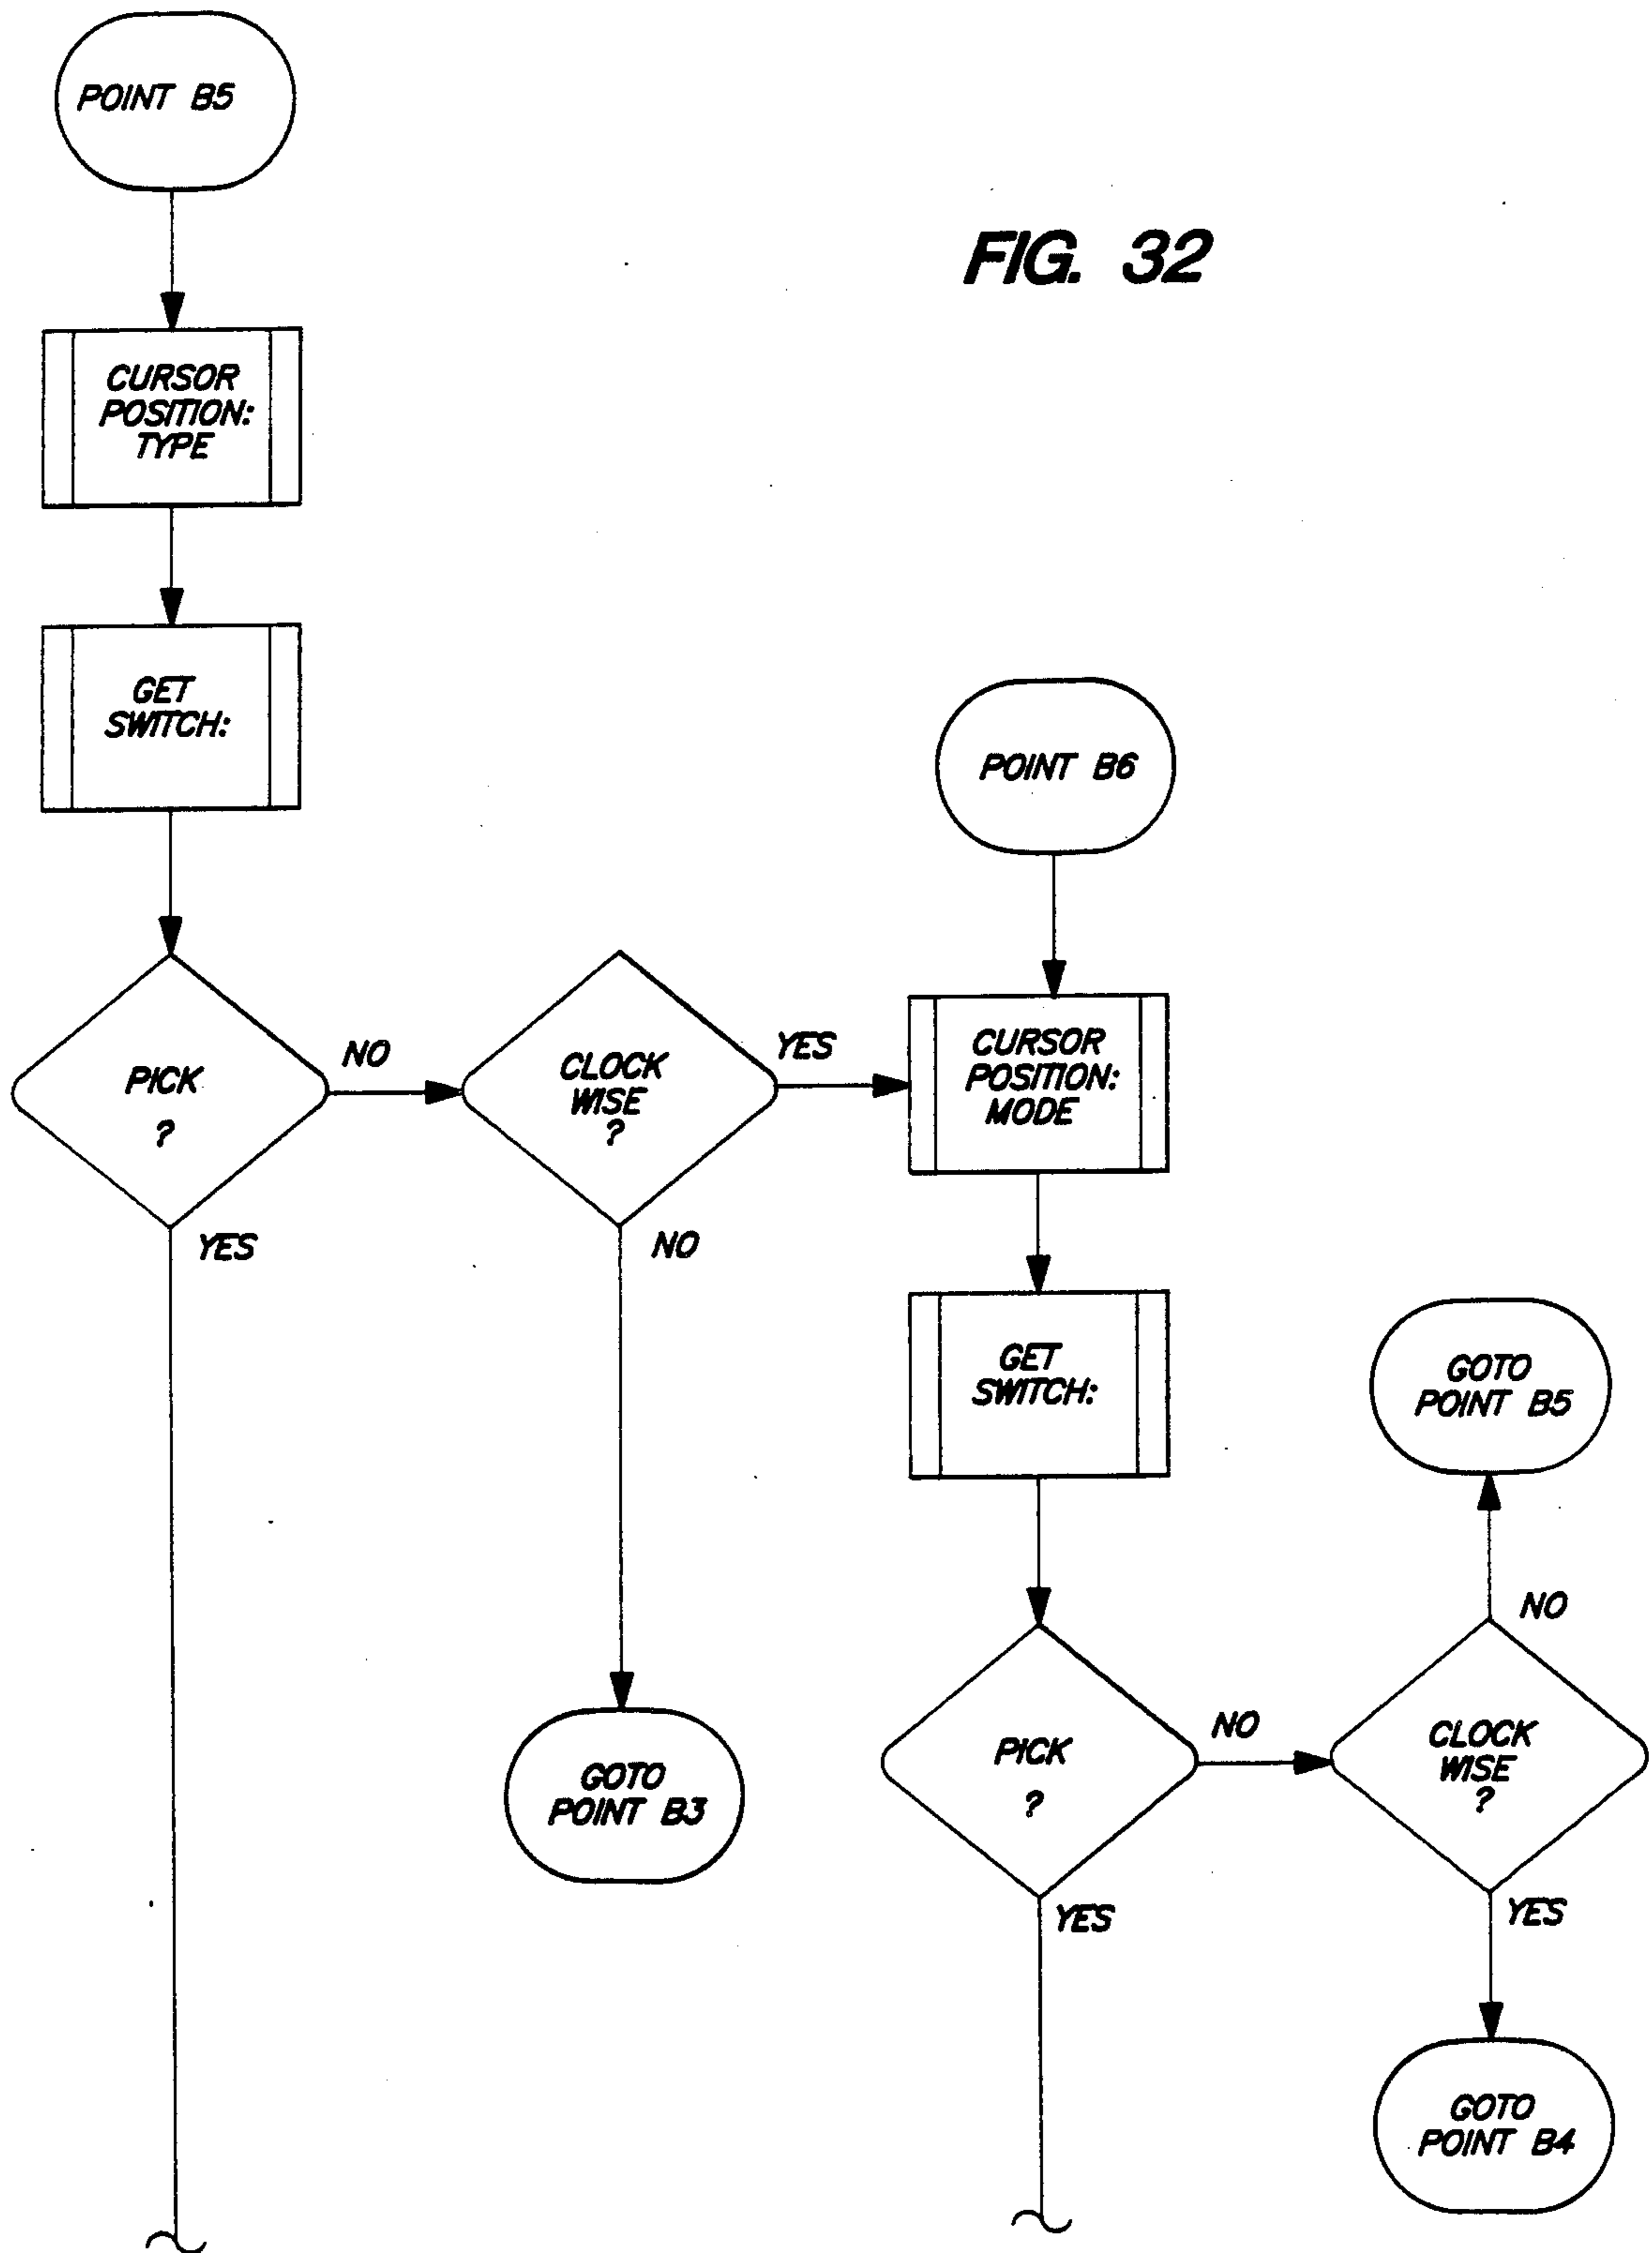 POINT B5
FIG. 32
CURSOR
POSITION:
TYPE
GET
SWITCH:
PICK
?
NO
YES
CLOCK
WISE
?
YES
NO
GOTO
POINT B3
POINT B6
CURSOR
POSITION:
MODE
GET
SWITCH:
PICK
?
NO
YES
CLOCK
WISE
?
NO
GOTO
POINT B5
YES
GOTO
POINT B4